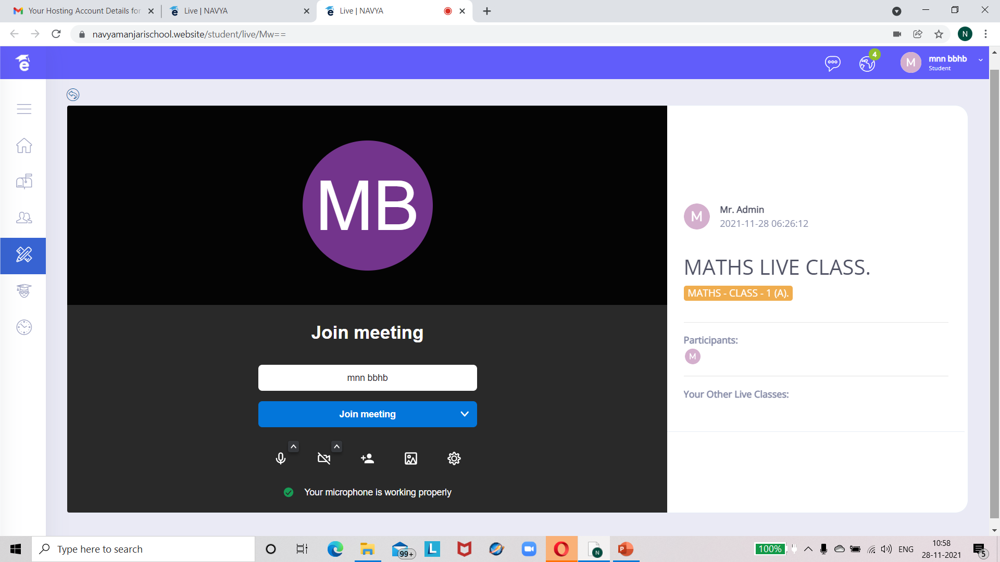 Your Hosting Account Details for
Live | NAVYA
Live | NAVYA
navyamanjarischool.website/student/live/Mw==
N
e
4
M
mnn bbhb
Student
MB
Join meeting
mnn bbhb
Join meeting
Your microphone is working properly
M
Mr. Admin
2021-11-28 06:26:12
MATHS LIVE CLASS.
MATHS - CLASS - 1 (A).
Participants:
M
Your Other Live Classes:
Type here to search
99+
L
N
P
100%
ENG
10:58
28-11-2021
5